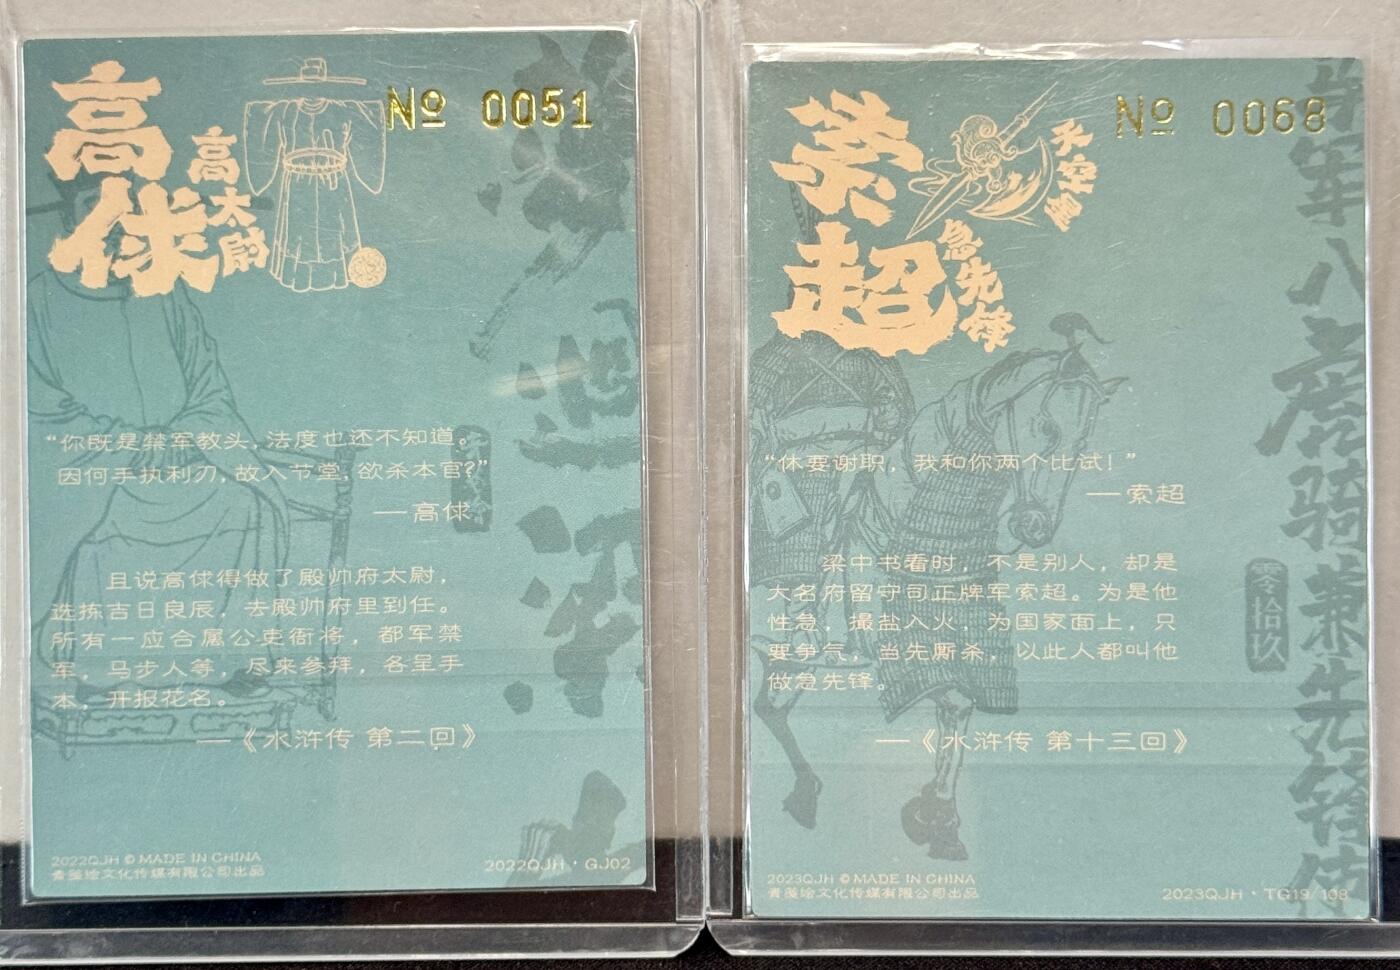 高俅
高太尉
№ 0051
“你既是禁军教头，法度也还不知道。
因何手执利刃，故入节堂，欲杀本官？”
—高俅
且说高俅得做了殿帅府太尉，
选拣吉日良辰，去殿帅府里到任。
所有一应合属公吏衙将，都军禁
军，马步人等，尽来参拜，各呈手
本，开报花名。
—《水浒传 第二回》
2022QJH © MADE IN CHINA
青笺绘文化传媒有限公司出品
2022QJH · GJ02
索超
天空星
急先锋
№ 0068
“休要谢职，我和你两个比试！”
—索超
梁中书看时，不是别人，却是
大名府留守司正牌军索超。为是他
性急，撮盐入火，为国家面上，只
要争气，当先厮杀，以此人都叫他
做急先锋。
—《水浒传 第十三回》
零拾玖
马军八虎骑兼先锋使
2023QJH © MADE IN CHINA
青笺绘文化传媒有限公司出品
2023QJH · TG19/108